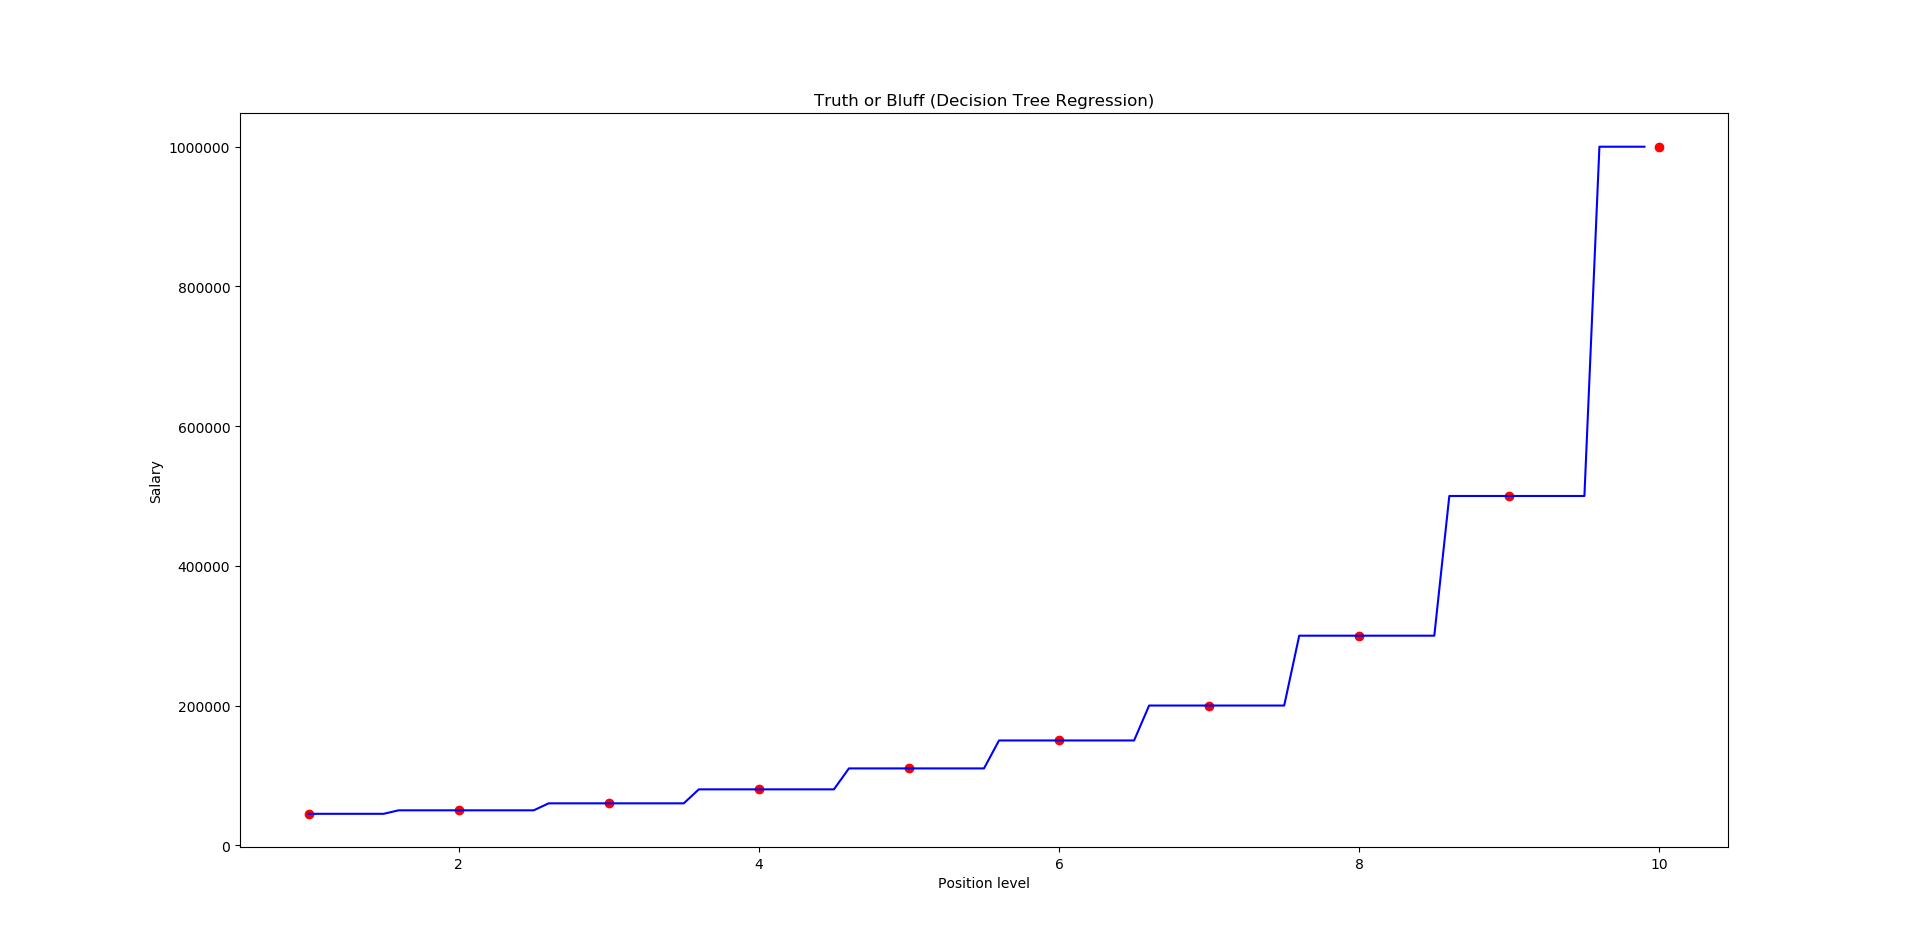 Truth or Bluff (Decision Tree Regression)
1000000
800000
600000
400000
200000
0
Salary
2 4 6 8 10
Position level